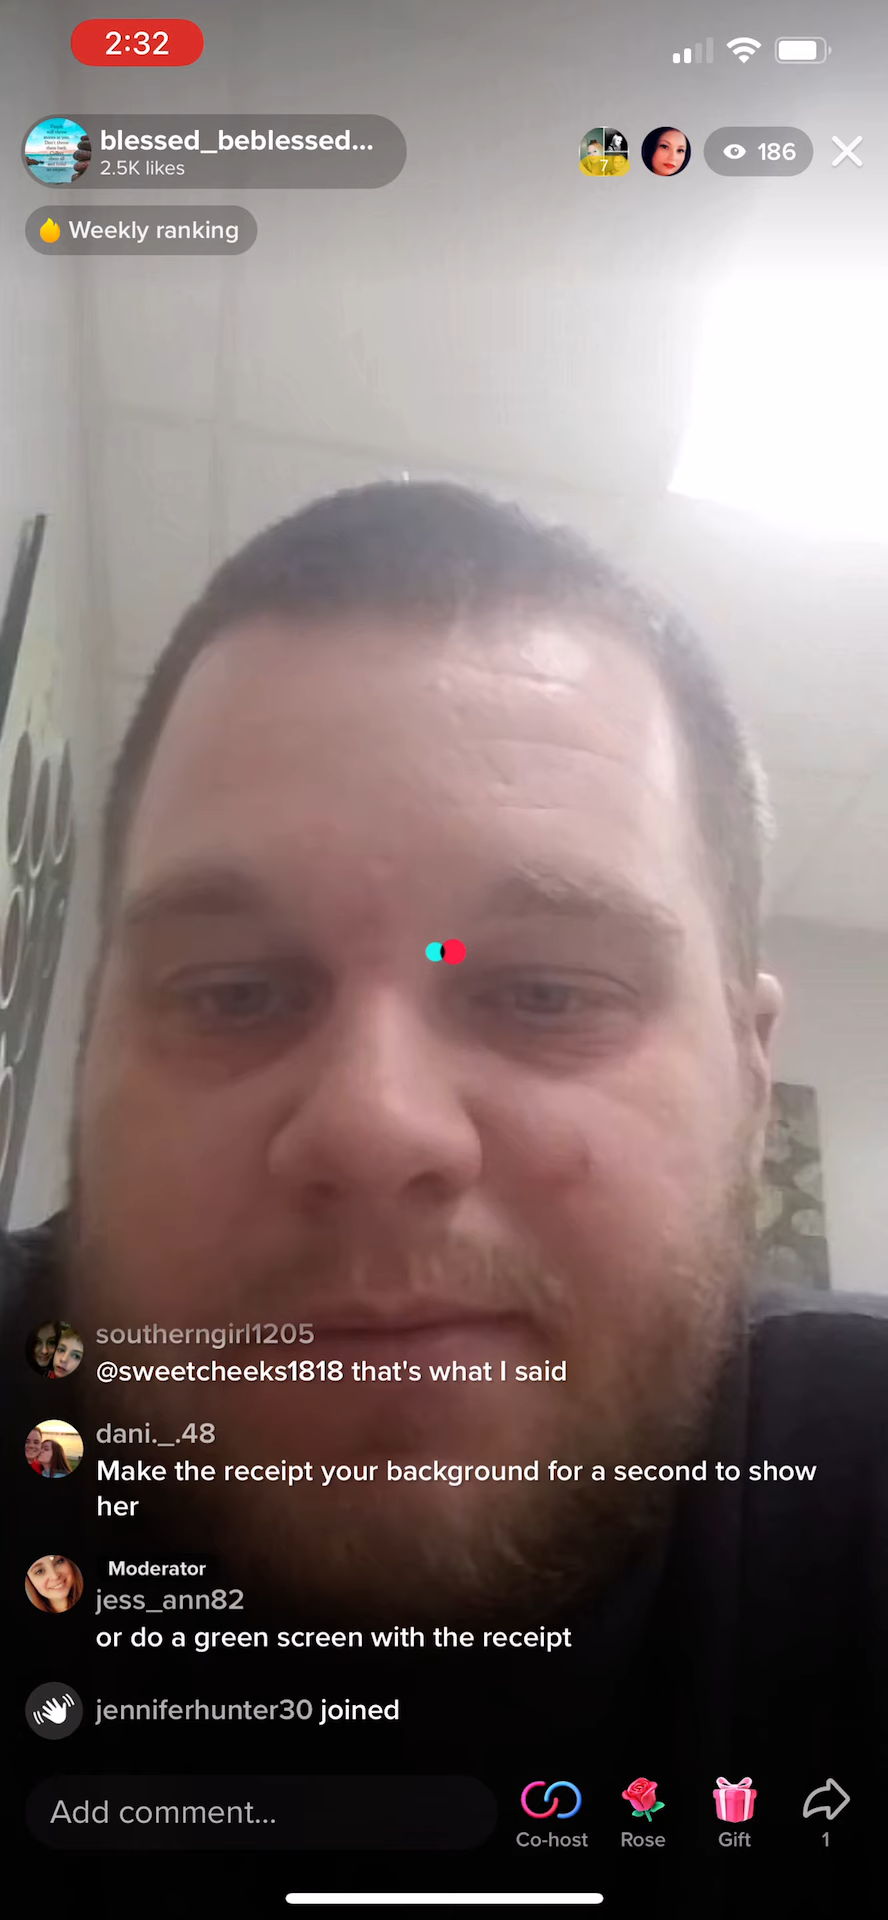 2:32
blessed_beblessed...
2.5K likes
7
186
Weekly ranking
southerngirl1205
@sweetcheeks1818 that's what I said
dani._.48
Make the receipt your background for a second to show
her
Moderator
jess_ann82
or do a green screen with the receipt
jenniferhunter30 joined
Add comment...
Co-host
Rose
Gift
1